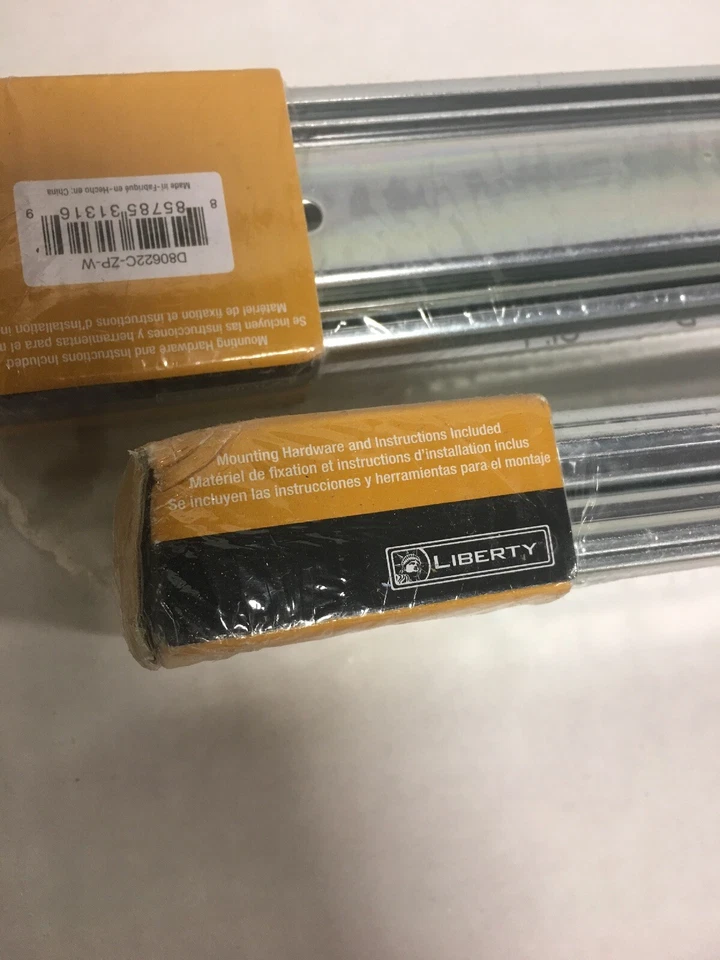 D80622C-ZP-W
8 85785 31316 9
Made in-Fabriqué en-Hecho en: China
Mounting Hardware and Instructions Included
Se incluyen las instrucciones y herramientas para el
Matériel de fixation et instructions d'installation
Mounting Hardware and Instructions Included
Matériel de fixation et instructions d'installation inclus
Se incluyen las instrucciones y herramientas para el montaje
LIBERTY